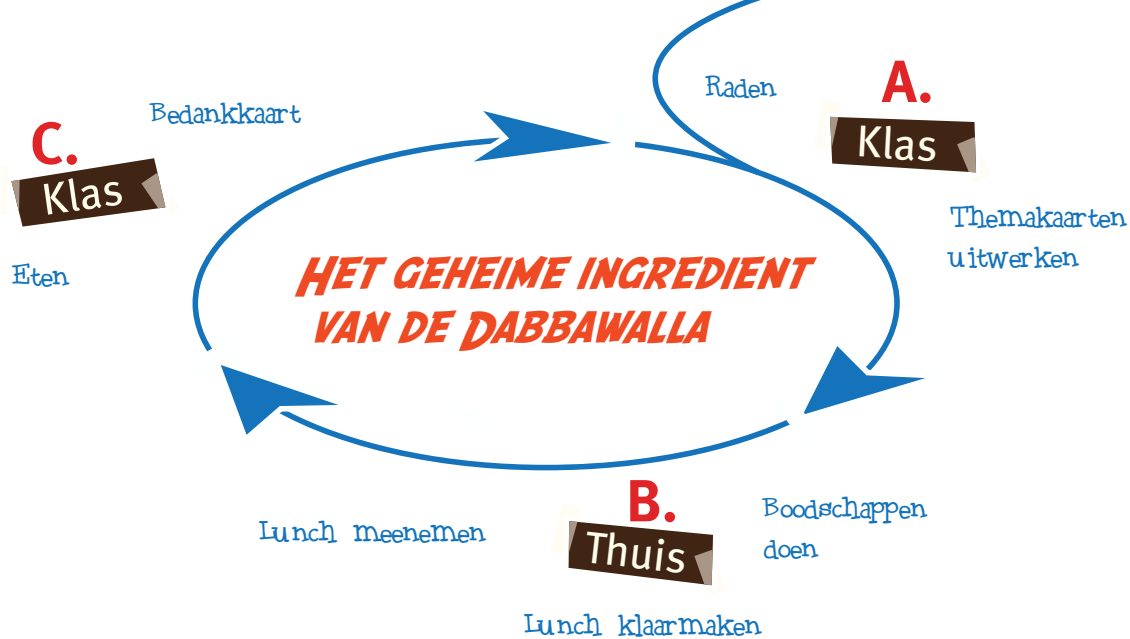 Raden
A.
Klas
Themakaarten
uitwerken
Bedankkaart
C.
Klas
Eten
Het geheime ingredient
van de Dabbawalla
B.
Thuis
Boodschappen
doen
Lunch meenemen
Lunch klaarmaken